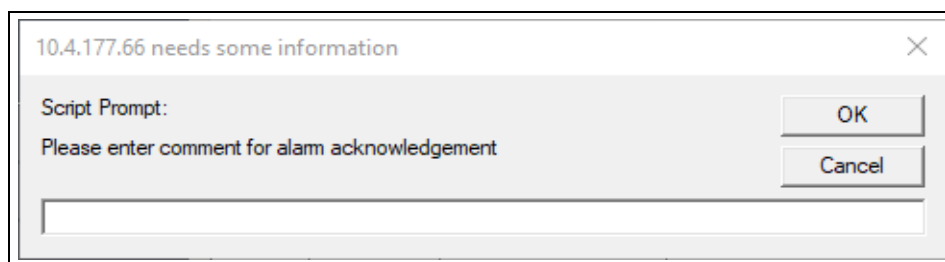 10.4.177.66 needs some information
Script Prompt:
OK
Please enter comment for alarm acknowledgement
Cancel